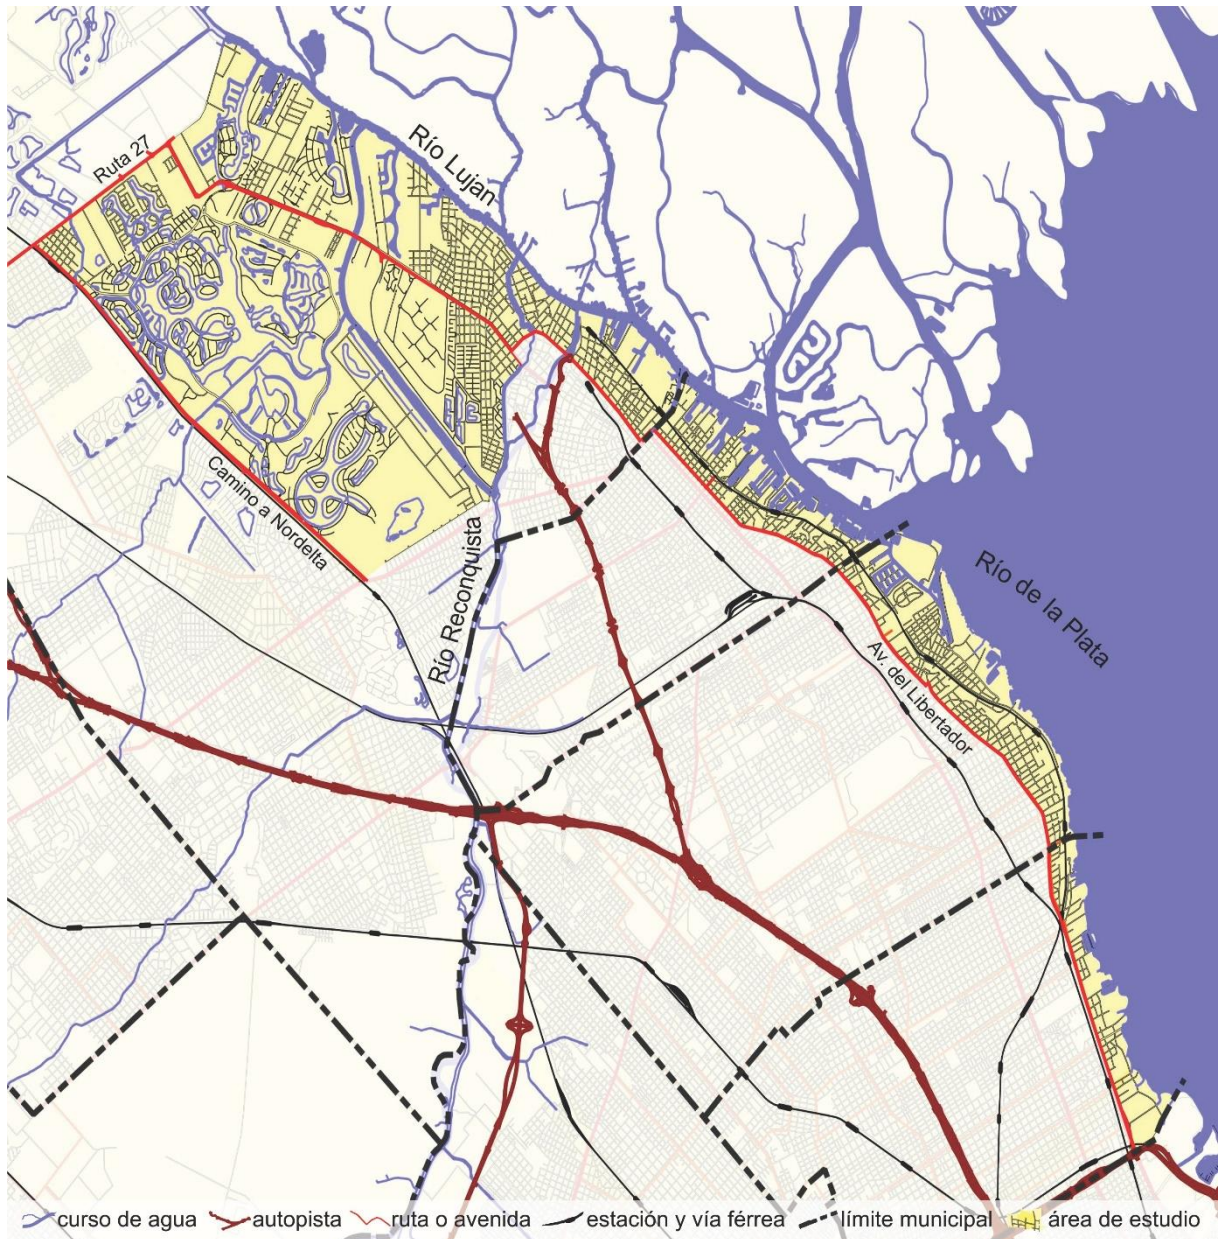 Ruta 27
Río Lujan
Camino a Nordelta
Río Reconquista
Río de la Plata
Av. del Libertador
curso de agua autopista ruta o avenida estación y vía férrea límite municipal área de estudio